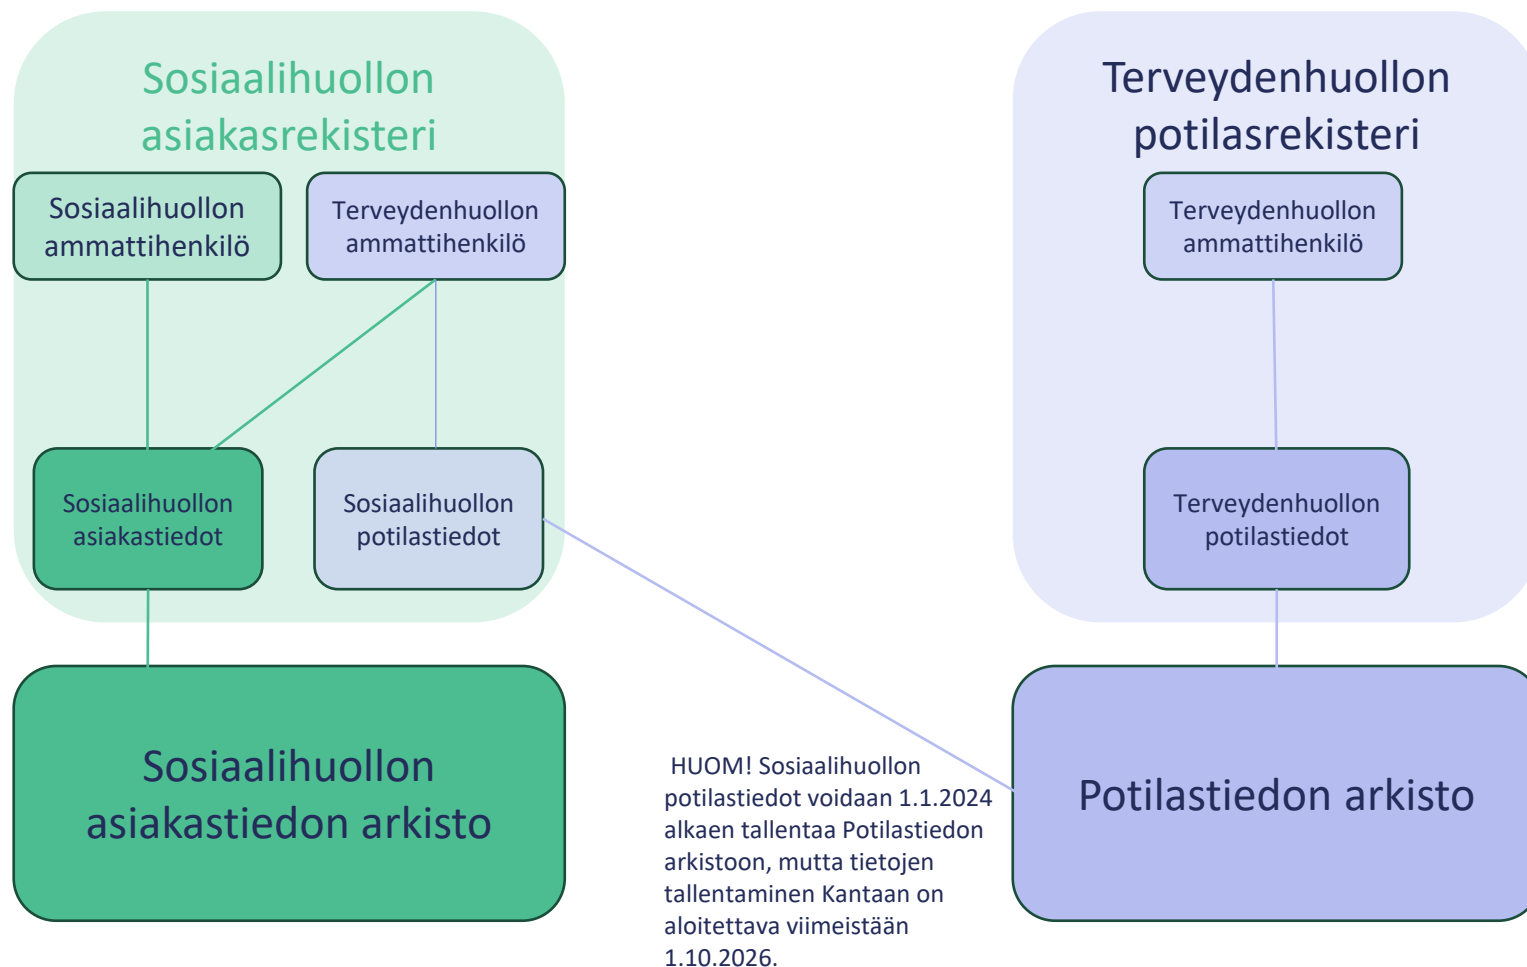 Sosiaalihuollon
asiakasrekisteri
Terveydenhuollon
potilasrekisteri
Sosiaalihuollon
ammattihenkilö
Terveydenhuollon
ammattihenkilö
Terveydenhuollon
ammattihenkilö
Sosiaalihuollon
asiakastiedot
Sosiaalihuollon
potilastiedot
Terveydenhuollon
potilastiedot
Sosiaalihuollon
asiakastiedon arkisto
HUOM! Sosiaalihuollon
potilastiedot voidaan 1.1.2024
alkaen tallentaa Potilastiedon
arkistoon, mutta tietojen
tallentaminen Kantaan on
aloitettava viimeistään
1.10.2026.
Potilastiedon arkisto